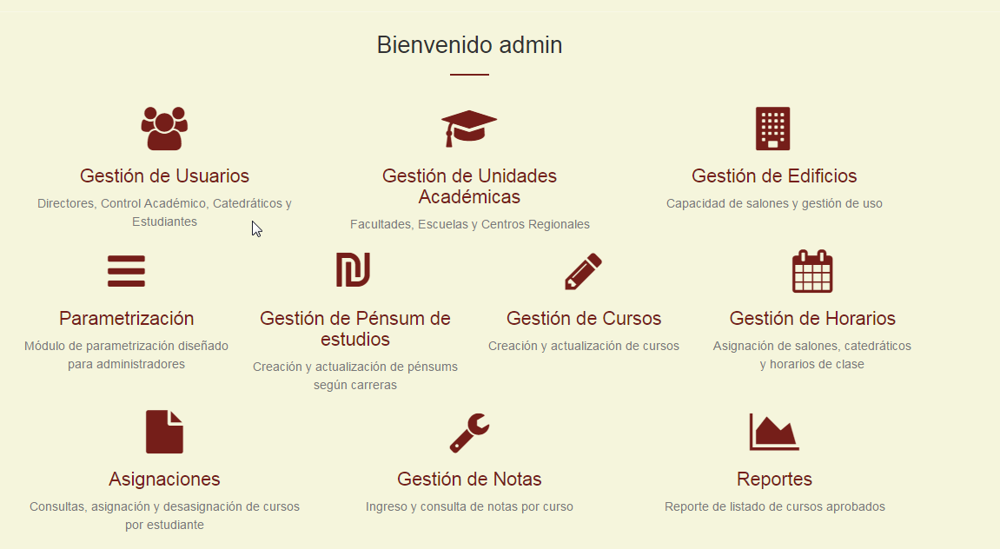 Bienvenido admin
Gestión de Usuarios
Directores, Control Académico, Catedráticos y
Estudiantes
Gestión de Unidades
Académicas
Facultades, Escuelas y Centros Regionales
Gestión de Edificios
Capacidad de salones y gestión de uso
Parametrización
Módulo de parametrización diseñado
para administradores
Gestión de Pénsum de
estudios
Creación y actualización de pénsums
según carreras
Gestión de Cursos
Creación y actualización de cursos
Gestión de Horarios
Asignación de salones, catedráticos
y horarios de clase
Asignaciones
Consultas, asignación y desasignación de cursos
por estudiante
Gestión de Notas
Ingreso y consulta de notas por curso
Reportes
Reporte de listado de cursos aprobados